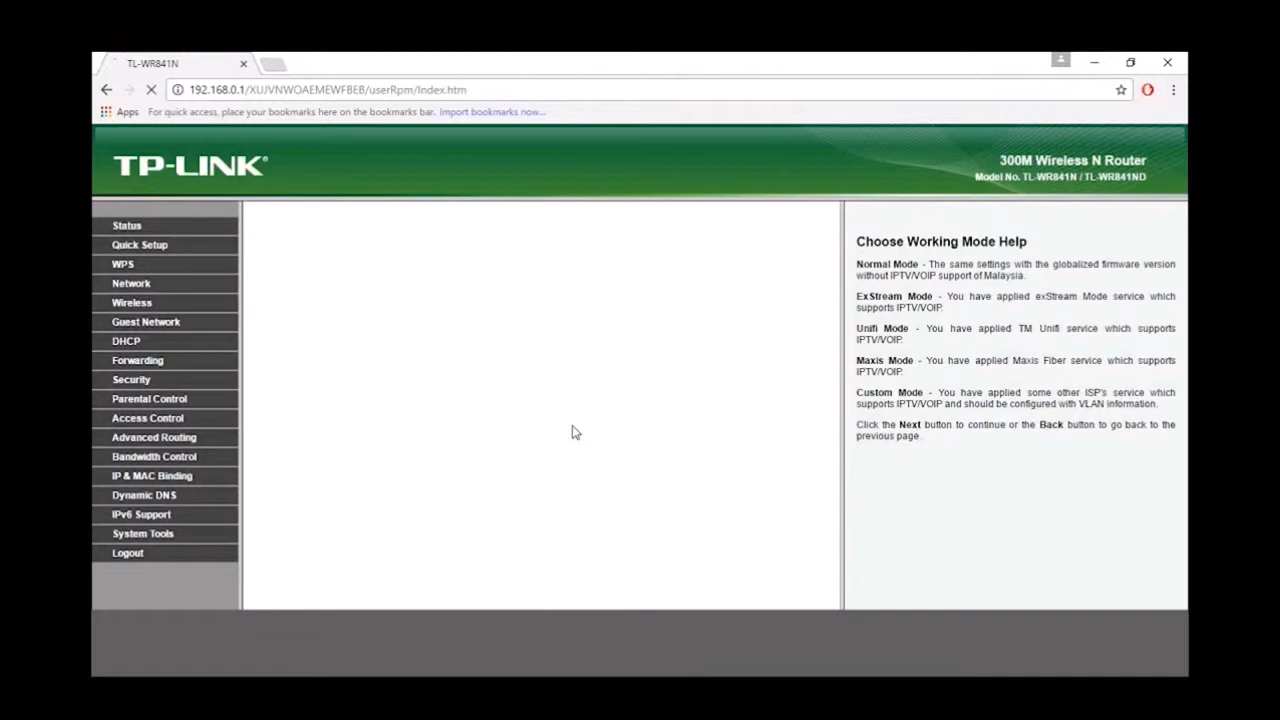 TL-WR841N
192.168.0.1/XUJVNWOAEMEWFBEB/userRpm/Index.htm
Apps For quick access, place your bookmarks here on the bookmarks bar. Import bookmarks now...
TP-LINK®
300M Wireless N Router
Model No. TL-WR841N / TL-WR841ND
Status
Quick Setup
WPS
Network
Wireless
Guest Network
DHCP
Forwarding
Security
Parental Control
Access Control
Advanced Routing
Bandwidth Control
IP & MAC Binding
Dynamic DNS
IPv6 Support
System Tools
Logout
Choose Working Mode Help
Normal Mode - The same settings with the globalized firmware version
without IPTV/VOIP support of Malaysia.
ExStream Mode - You have applied exStream Mode service which
supports IPTV/VOIP.
Unifi Mode - You have applied TM Unifi service which supports
IPTV/VOIP.
Maxis Mode - You have applied Maxis Fiber service which supports
IPTV/VOIP.
Custom Mode - You have applied some other ISP's service which
supports IPTV/VOIP and should be configured with VLAN information.
Click the Next button to continue or the Back button to go back to the
previous page.